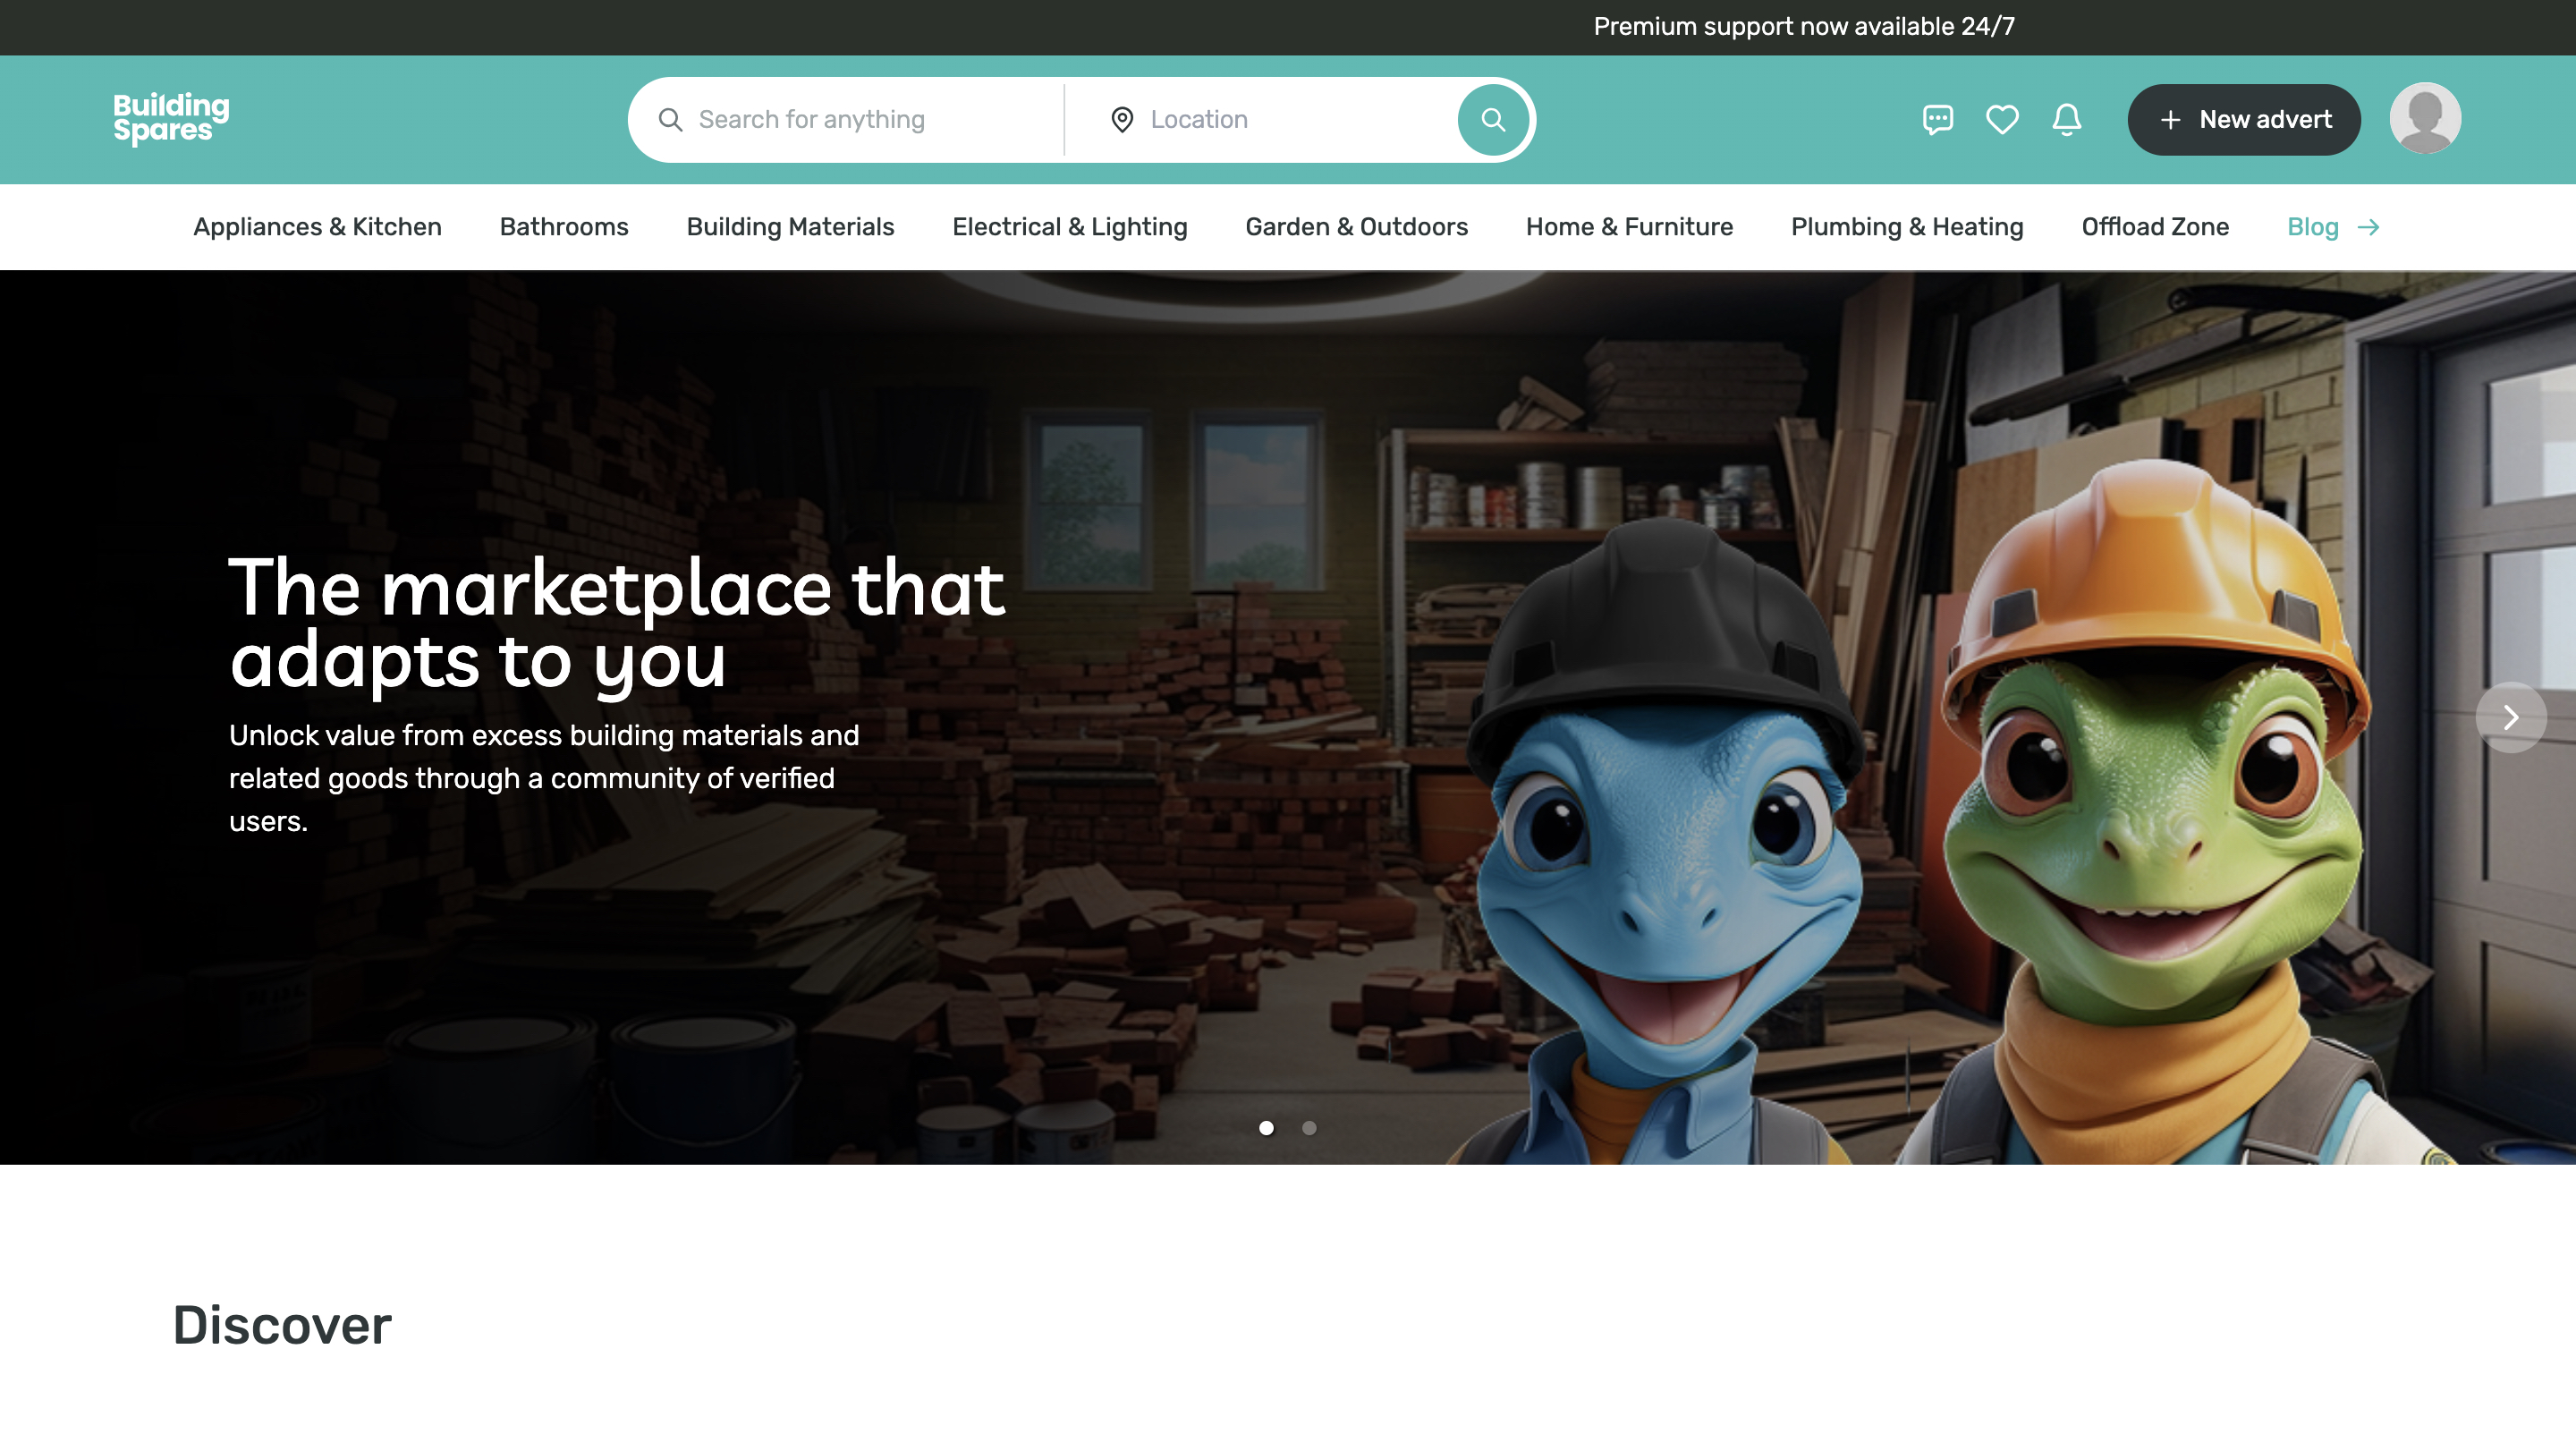 Premium support now available 24/7
Building
Spares
Search for anything
Location
New advert
Appliances & Kitchen
Bathrooms
Building Materials
Electrical & Lighting
Garden & Outdoors
Home & Furniture
Plumbing & Heating
Offload Zone
Blog
The marketplace that
adapts to you
Unlock value from excess building materials and
related goods through a community of verified
users.
Discover